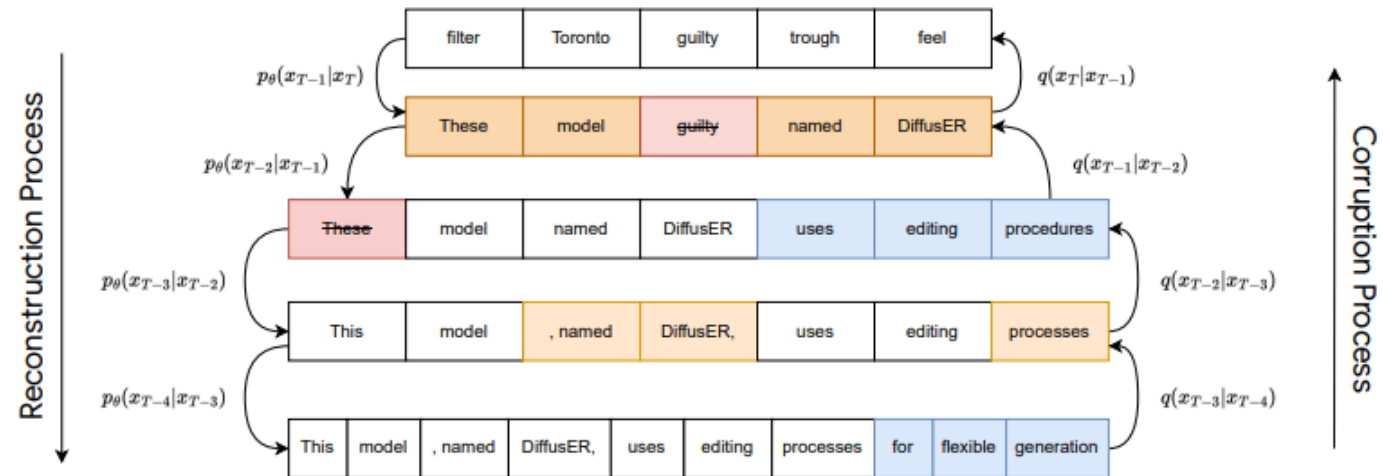 filter Toronto guilty trough feel
p_θ(x_{T−1}|x_T) q(x_T|x_{T−1})
These model guilty named DiffusER
p_θ(x_{T−2}|x_{T−1}) q(x_{T−1}|x_{T−2})
These model named DiffusER uses editing procedures
p_θ(x_{T−3}|x_{T−2}) q(x_{T−2}|x_{T−3})
This model , named DiffusER, uses editing processes
p_θ(x_{T−4}|x_{T−3}) q(x_{T−3}|x_{T−4})
This model , named DiffusER, uses editing processes for flexible generation
Reconstruction Process
Corruption Process